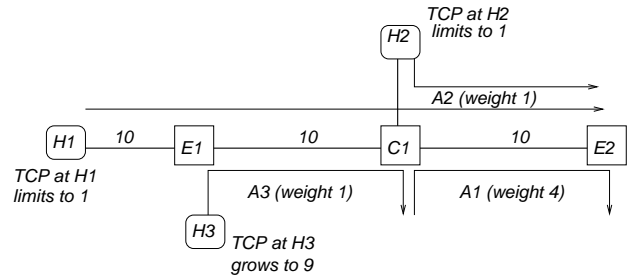 TCP at H2
limits to 1
H2
A2 (weight 1)
H1
10
E1
10
C1
10
E2
TCP at H1
limits to 1
A3 (weight 1)
A1 (weight 4)
H3
TCP at H3
grows to 9